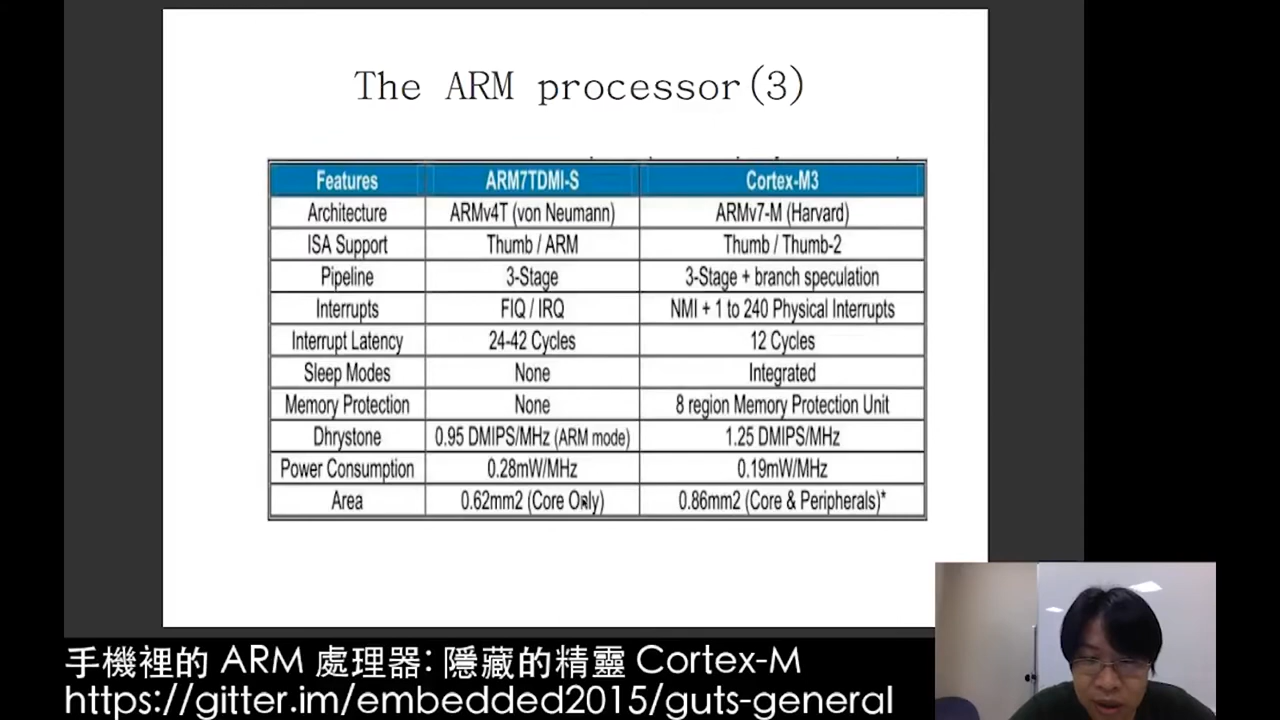 The ARM processor(3)
Features ARM7TDMI-S Cortex-M3
Architecture ARMv4T (von Neumann) ARMv7-M (Harvard)
ISA Support Thumb / ARM Thumb / Thumb-2
Pipeline 3-Stage 3-Stage + branch speculation
Interrupts FIQ / IRQ NMI + 1 to 240 Physical Interrupts
Interrupt Latency 24-42 Cycles 12 Cycles
Sleep Modes None Integrated
Memory Protection None 8 region Memory Protection Unit
Dhrystone 0.95 DMIPS/MHz (ARM mode) 1.25 DMIPS/MHz
Power Consumption 0.28mW/MHz 0.19mW/MHz
Area 0.62mm2 (Core Only) 0.86mm2 (Core & Peripherals)*
手機裡的 ARM 處理器: 隱藏的精靈 Cortex-M
https://gitter.im/embedded2015/guts-general